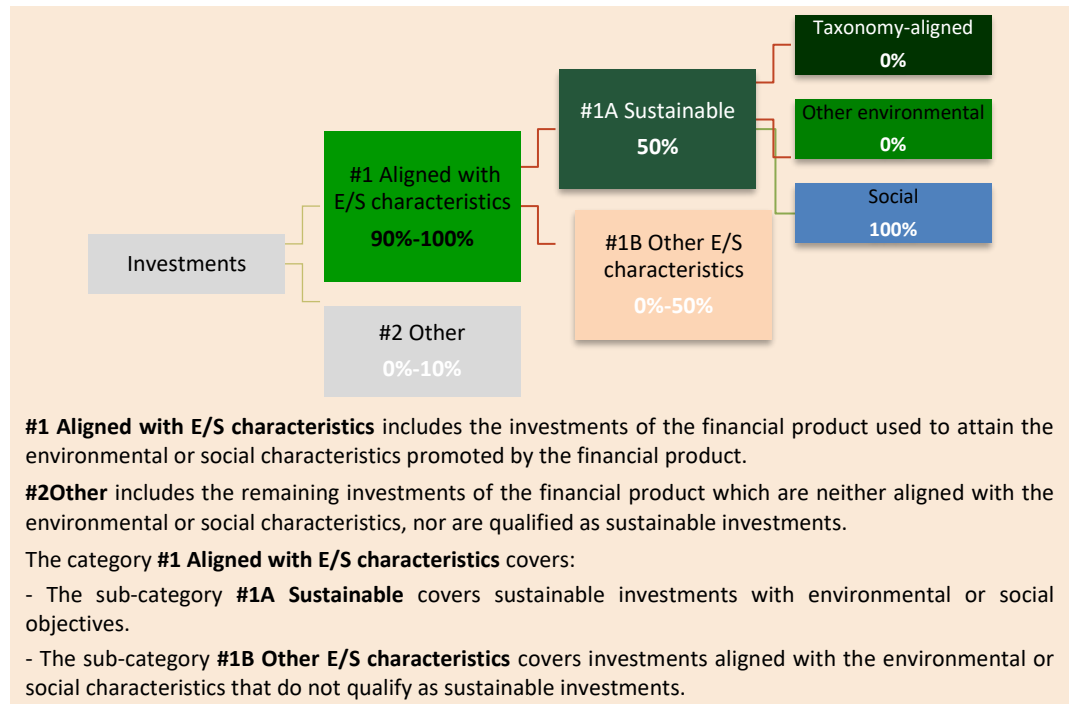 Taxonomy-aligned
0%
#1A Sustainable
50%
Other environmental
0%
#1 Aligned with
E/S characteristics
90%-100%
Social
100%
#1B Other E/S
characteristics
0%-50%
Investments
#2 Other
0%-10%
#1 Aligned with E/S characteristics includes the investments of the financial product used to attain the
environmental or social characteristics promoted by the financial product.
#2Other includes the remaining investments of the financial product which are neither aligned with the
environmental or social characteristics, nor are qualified as sustainable investments.
The category #1 Aligned with E/S characteristics covers:
- The sub-category #1A Sustainable covers sustainable investments with environmental or social
objectives.
- The sub-category #1B Other E/S characteristics covers investments aligned with the environmental or
social characteristics that do not qualify as sustainable investments.